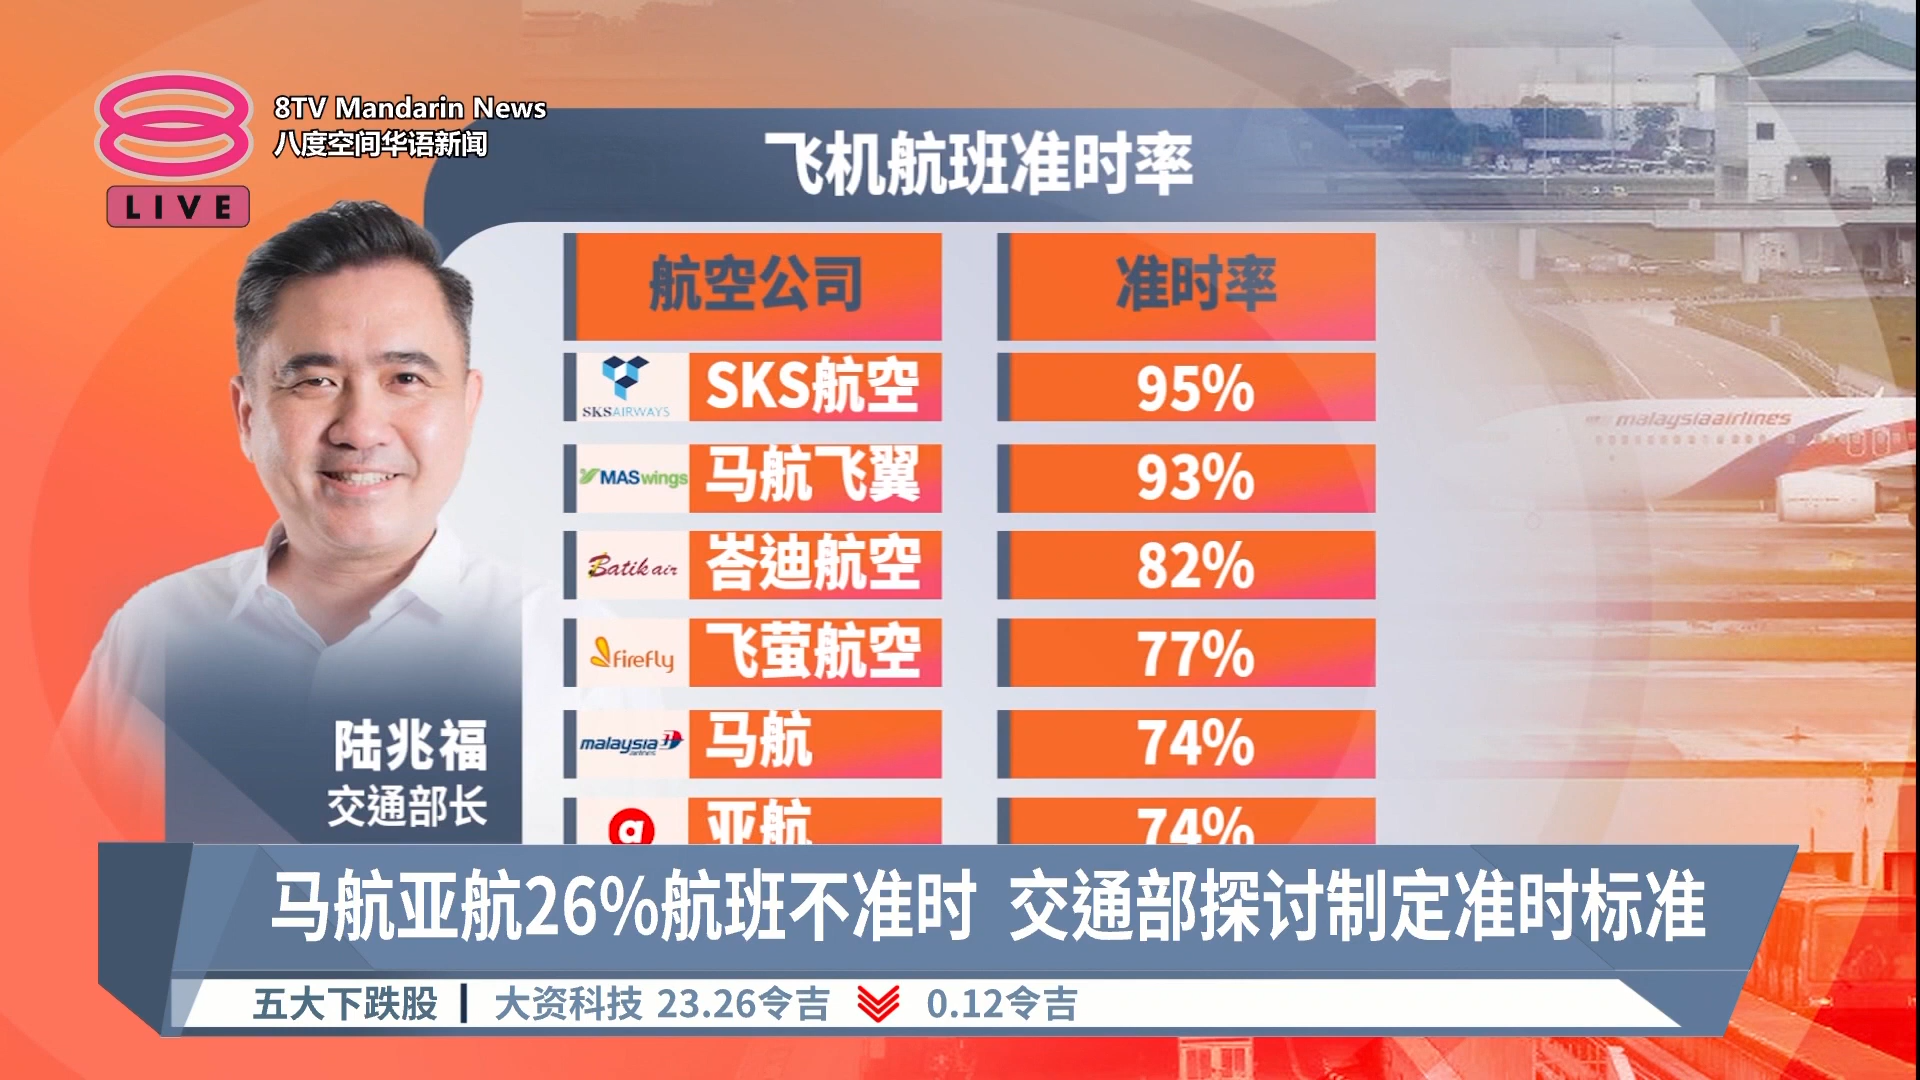 8TV Mandarin News
八度空间华语新闻
LIVE
飞机航班准时率
航空公司 准时率
SKS AIRWAYS SKS航空 95%
MASwings 马航飞翼 93%
Batik air 峇迪航空 82%
firefly 飞萤航空 77%
malaysia airlines 马航 74%
a 亚航 74%
malaysia airlines
陆兆福
交通部长
马航亚航26%航班不准时 交通部探讨制定准时标准
五大下跌股 | 大资科技 23.26令吉 0.12令吉